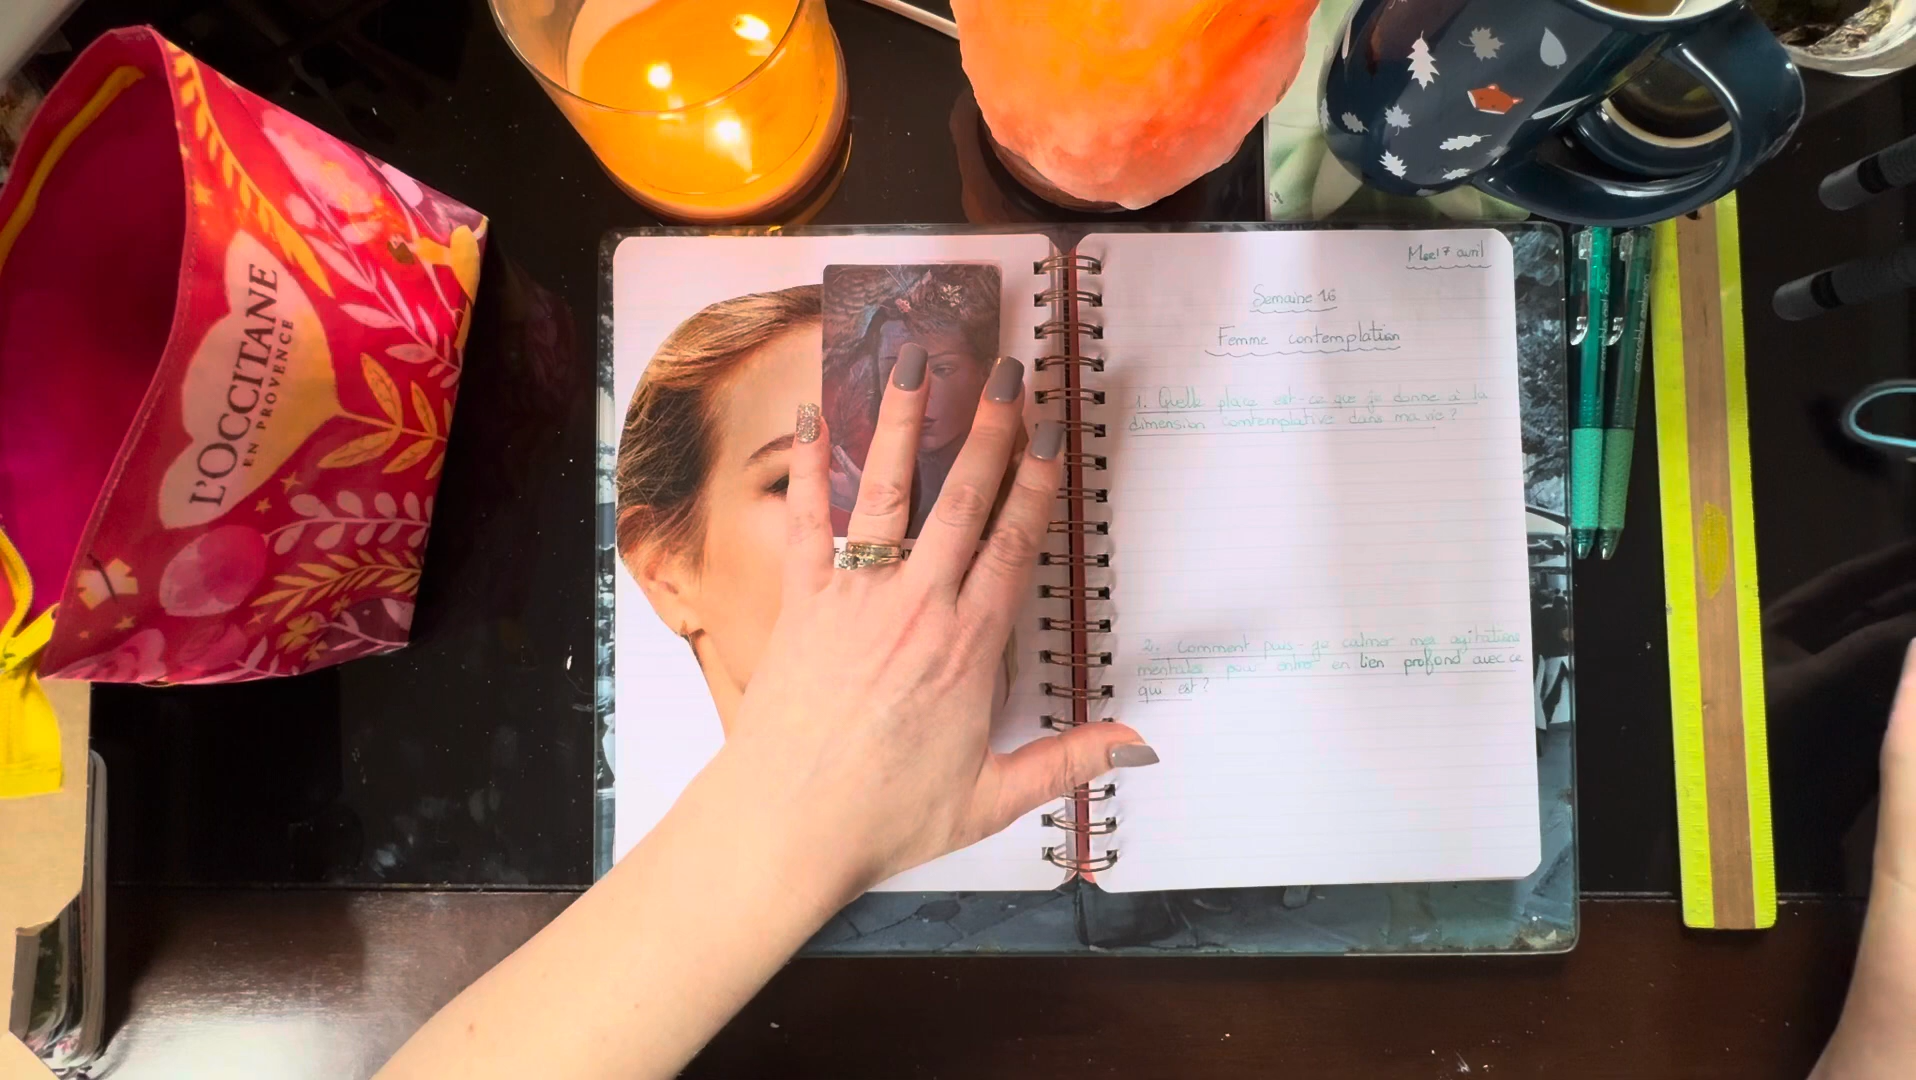 L'OCCITANE
EN PROVENCE
Mer 17 avril
Semaine 16
Femme contemplation
1. Quelle place est-ce que je donne à la
dimension contemplative dans ma vie?
2. Comment puis-je calmer mes agitations
mentales pour entrer en lien profond avec ce
qui est?